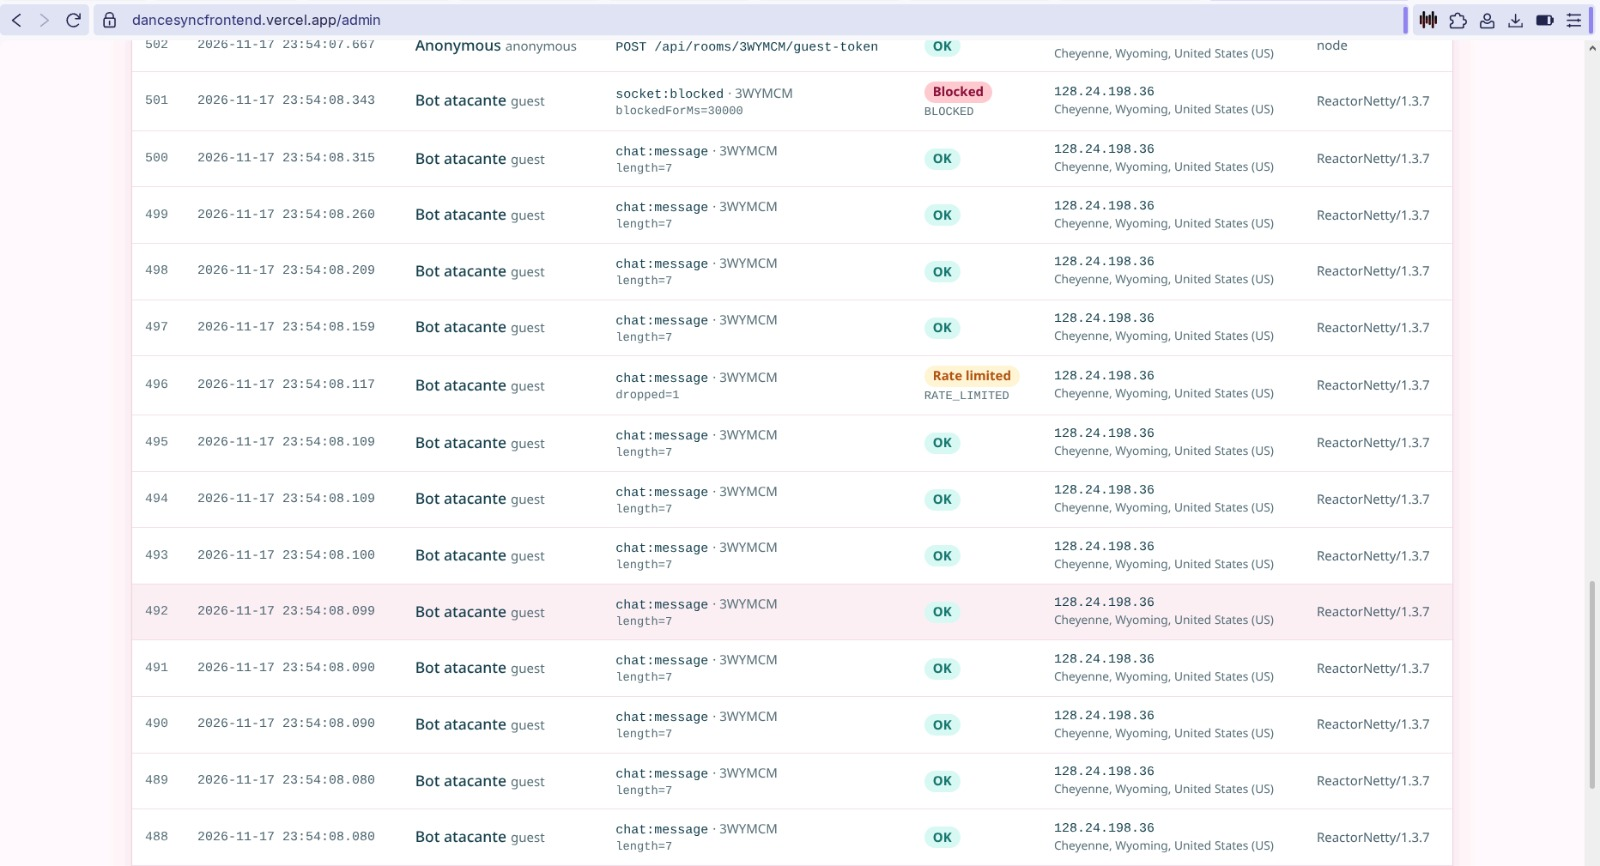 dancesyncfrontend.vercel.app/admin
502 2026-11-17 23:54:07.667 Anonymous anonymous POST /api/rooms/3WYMCM/guest-token OK Cheyenne, Wyoming, United States (US) node
501 2026-11-17 23:54:08.343 Bot atacante guest socket:blocked · 3WYMCM Blocked 128.24.198.36 ReactorNetty/1.3.7
blockedForMs=30000 BLOCKED Cheyenne, Wyoming, United States (US)
500 2026-11-17 23:54:08.315 Bot atacante guest chat:message · 3WYMCM OK 128.24.198.36 ReactorNetty/1.3.7
length=7 Cheyenne, Wyoming, United States (US)
499 2026-11-17 23:54:08.260 Bot atacante guest chat:message · 3WYMCM OK 128.24.198.36 ReactorNetty/1.3.7
length=7 Cheyenne, Wyoming, United States (US)
498 2026-11-17 23:54:08.209 Bot atacante guest chat:message · 3WYMCM OK 128.24.198.36 ReactorNetty/1.3.7
length=7 Cheyenne, Wyoming, United States (US)
497 2026-11-17 23:54:08.159 Bot atacante guest chat:message · 3WYMCM OK 128.24.198.36 ReactorNetty/1.3.7
length=7 Cheyenne, Wyoming, United States (US)
496 2026-11-17 23:54:08.117 Bot atacante guest chat:message · 3WYMCM Rate limited 128.24.198.36 ReactorNetty/1.3.7
dropped=1 RATE_LIMITED Cheyenne, Wyoming, United States (US)
495 2026-11-17 23:54:08.109 Bot atacante guest chat:message · 3WYMCM OK 128.24.198.36 ReactorNetty/1.3.7
length=7 Cheyenne, Wyoming, United States (US)
494 2026-11-17 23:54:08.109 Bot atacante guest chat:message · 3WYMCM OK 128.24.198.36 ReactorNetty/1.3.7
length=7 Cheyenne, Wyoming, United States (US)
493 2026-11-17 23:54:08.100 Bot atacante guest chat:message · 3WYMCM OK 128.24.198.36 ReactorNetty/1.3.7
length=7 Cheyenne, Wyoming, United States (US)
492 2026-11-17 23:54:08.099 Bot atacante guest chat:message · 3WYMCM OK 128.24.198.36 ReactorNetty/1.3.7
length=7 Cheyenne, Wyoming, United States (US)
491 2026-11-17 23:54:08.090 Bot atacante guest chat:message · 3WYMCM OK 128.24.198.36 ReactorNetty/1.3.7
length=7 Cheyenne, Wyoming, United States (US)
490 2026-11-17 23:54:08.090 Bot atacante guest chat:message · 3WYMCM OK 128.24.198.36 ReactorNetty/1.3.7
length=7 Cheyenne, Wyoming, United States (US)
489 2026-11-17 23:54:08.080 Bot atacante guest chat:message · 3WYMCM OK 128.24.198.36 ReactorNetty/1.3.7
length=7 Cheyenne, Wyoming, United States (US)
488 2026-11-17 23:54:08.080 Bot atacante guest chat:message · 3WYMCM OK 128.24.198.36 ReactorNetty/1.3.7
length=7 Cheyenne, Wyoming, United States (US)